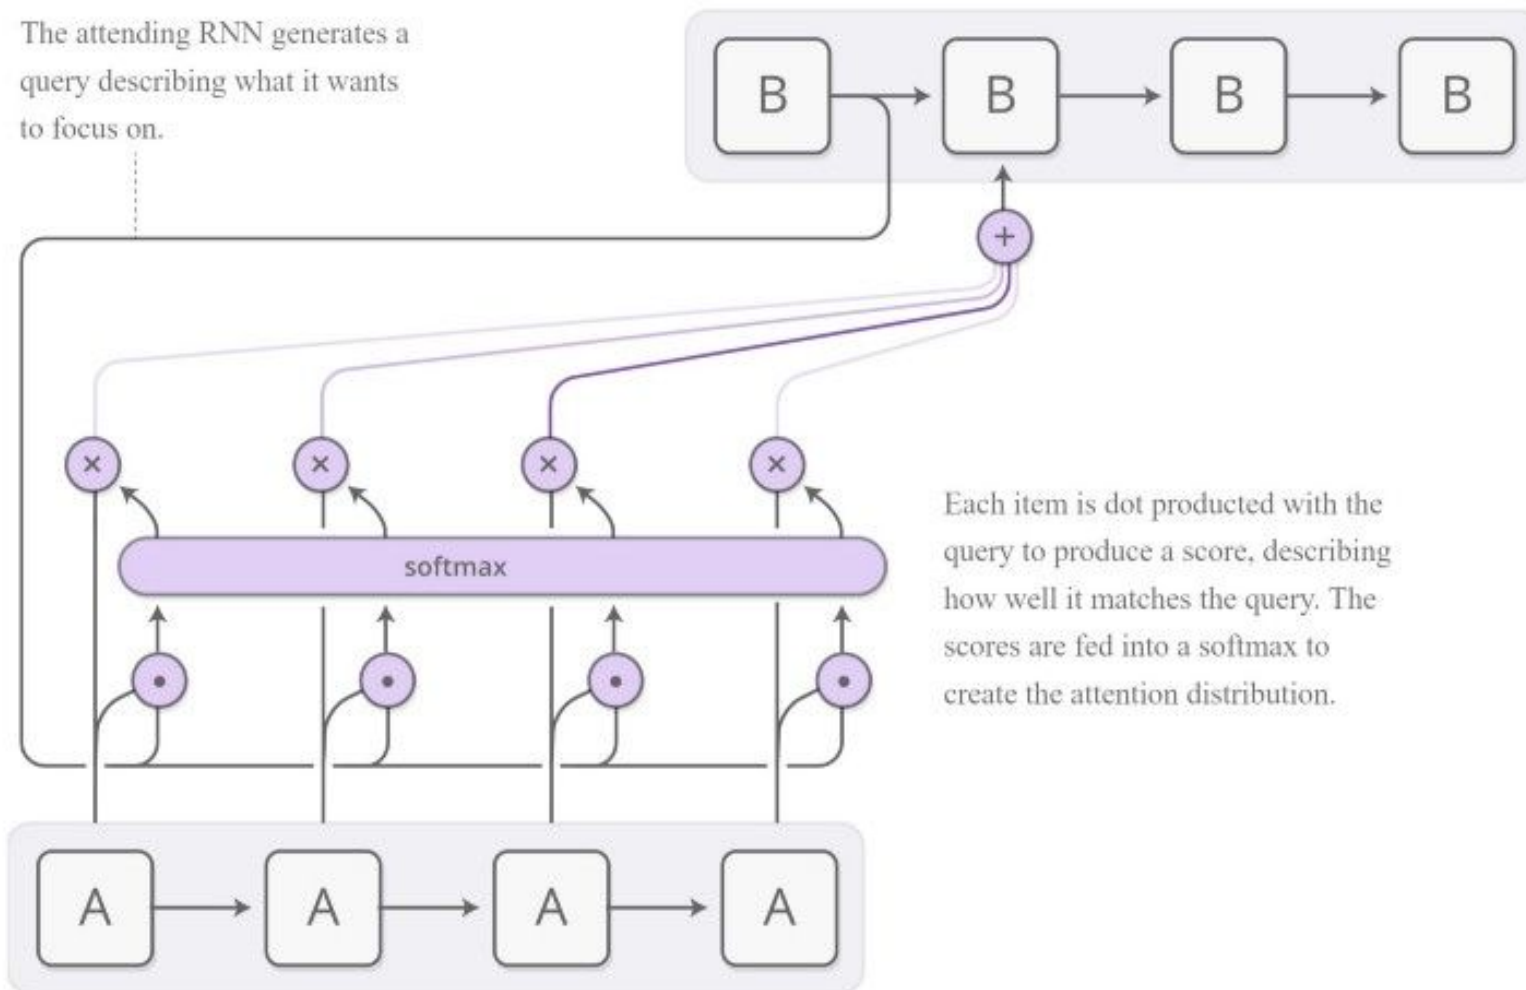 The attending RNN generates a
query describing what it wants
to focus on.
B B B B
+
× × × ×
softmax
Each item is dot producted with the
query to produce a score, describing
how well it matches the query. The
scores are fed into a softmax to
create the attention distribution.
• • • •
A A A A